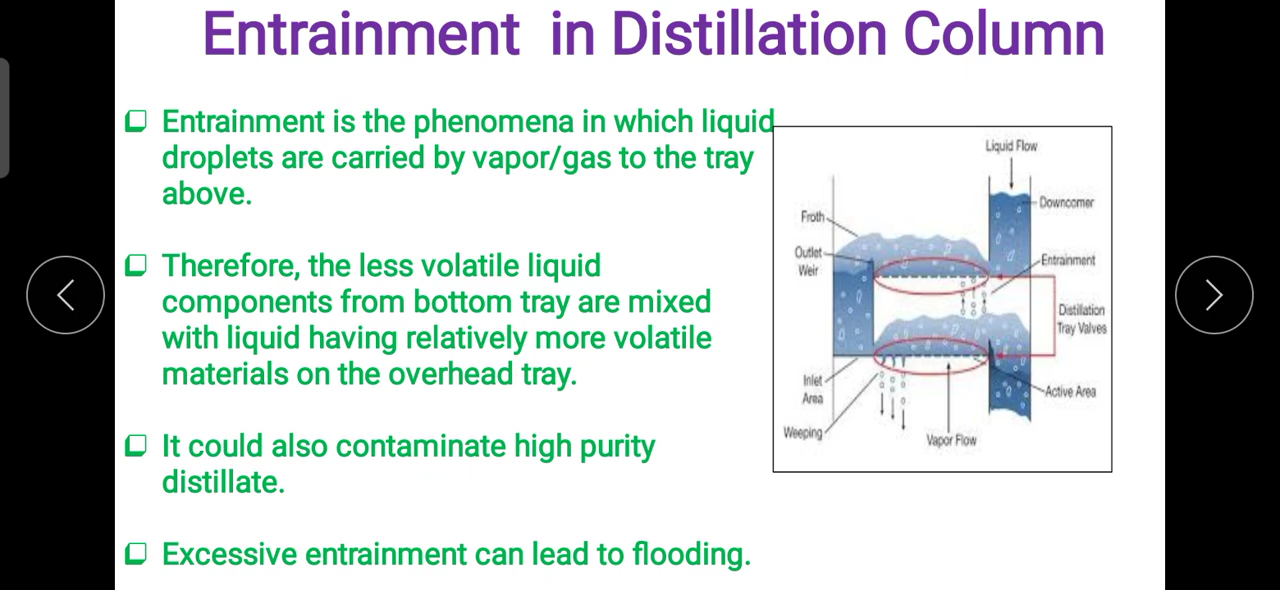 Entrainment in Distillation Column
Entrainment is the phenomena in which liquid
droplets are carried by vapor/gas to the tray
above.
Therefore, the less volatile liquid
components from bottom tray are mixed
with liquid having relatively more volatile
materials on the overhead tray.
It could also contaminate high purity
distillate.
Excessive entrainment can lead to flooding.
Liquid Flow
Downcomer
Froth
Outlet
Weir
Entrainment
Distillation
Tray Valves
Inlet
Area
Active Area
Weeping
Vapor Flow